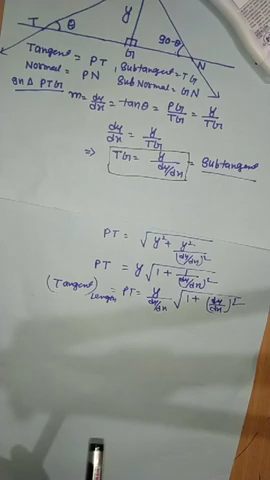 y
T θ G 90-θ N
Tangent = PT, Subtangent = TG
Normal = PN Sub Normal = GN
In Δ PTG m = dy/dx = tanθ = PG/TG = y/TG
dy/dx = y/TG
⇒ TG = y/(dy/dx) = Subtangent
PT = √(y² + y²/(dy/dx)²)
PT = y √(1 + 1/(dy/dx)²)
(Tangent) Length = PT = y/(dy/dx) √(1 + (dy/dx)²)